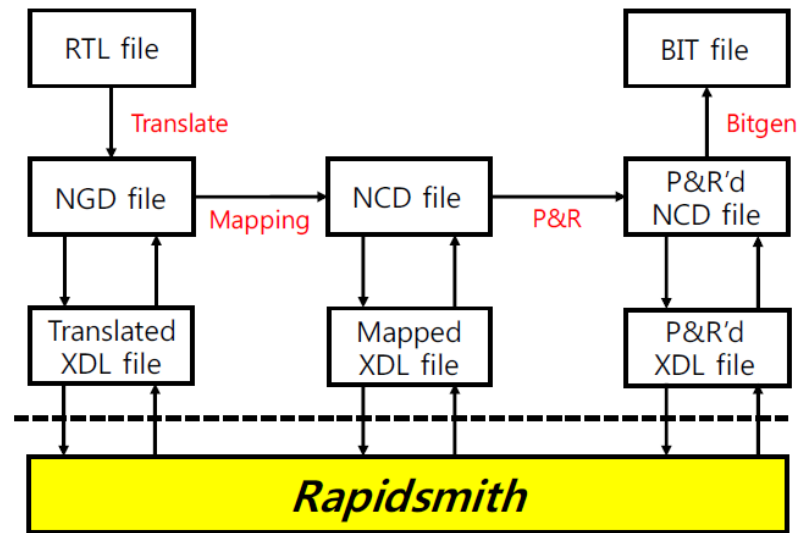 RTL file
BIT file
Translate
Bitgen
NGD file
Mapping
NCD file
P&R
P&R’d
NCD file
Translated
XDL file
Mapped
XDL file
P&R’d
XDL file
Rapidsmith